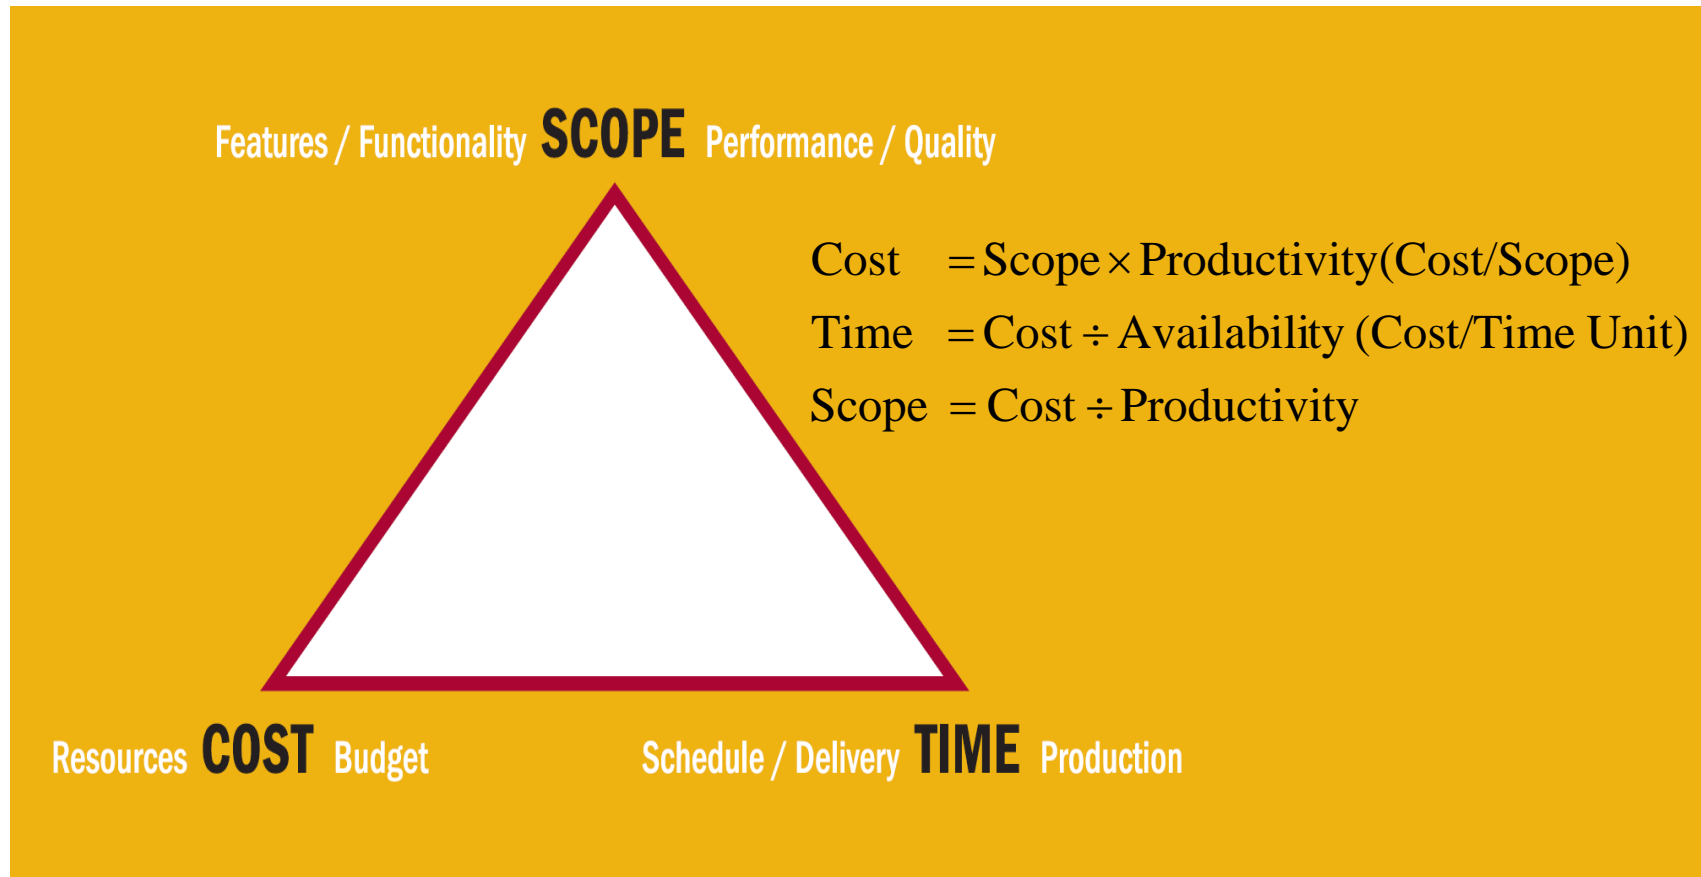 Features / Functionality SCOPE Performance / Quality
Cost = Scope × Productivity(Cost/Scope)
Time = Cost ÷ Availability (Cost/Time Unit)
Scope = Cost ÷ Productivity
Resources COST Budget
Schedule / Delivery TIME Production